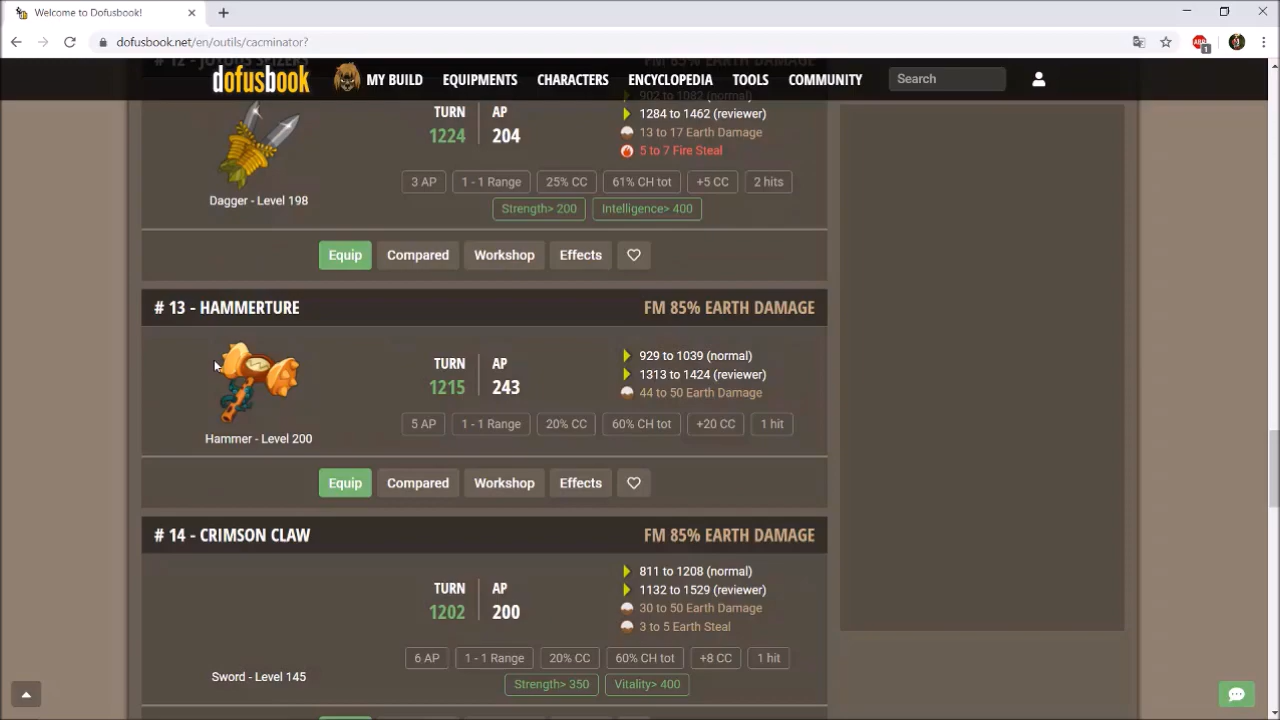 Welcome to Dofusbook!
dofusbook.net/en/outils/cacminator?
1
dofusbook
MY BUILD
EQUIPMENTS
CHARACTERS
ENCYCLOPEDIA
TOOLS
COMMUNITY
Search
902 to 1082 (normal)
TURN
AP
1284 to 1462 (reviewer)
1224
204
13 to 17 Earth Damage
5 to 7 Fire Steal
3 AP
1 - 1 Range
25% CC
61% CH tot
+5 CC
2 hits
Dagger - Level 198
Strength> 200
Intelligence> 400
Equip
Compared
Workshop
Effects
# 13 - HAMMERTURE
FM 85% EARTH DAMAGE
929 to 1039 (normal)
TURN
AP
1313 to 1424 (reviewer)
1215
243
44 to 50 Earth Damage
5 AP
1 - 1 Range
20% CC
60% CH tot
+20 CC
1 hit
Hammer - Level 200
Equip
Compared
Workshop
Effects
# 14 - CRIMSON CLAW
FM 85% EARTH DAMAGE
811 to 1208 (normal)
TURN
AP
1132 to 1529 (reviewer)
1202
200
30 to 50 Earth Damage
3 to 5 Earth Steal
6 AP
1 - 1 Range
20% CC
60% CH tot
+8 CC
1 hit
Sword - Level 145
Strength> 350
Vitality> 400